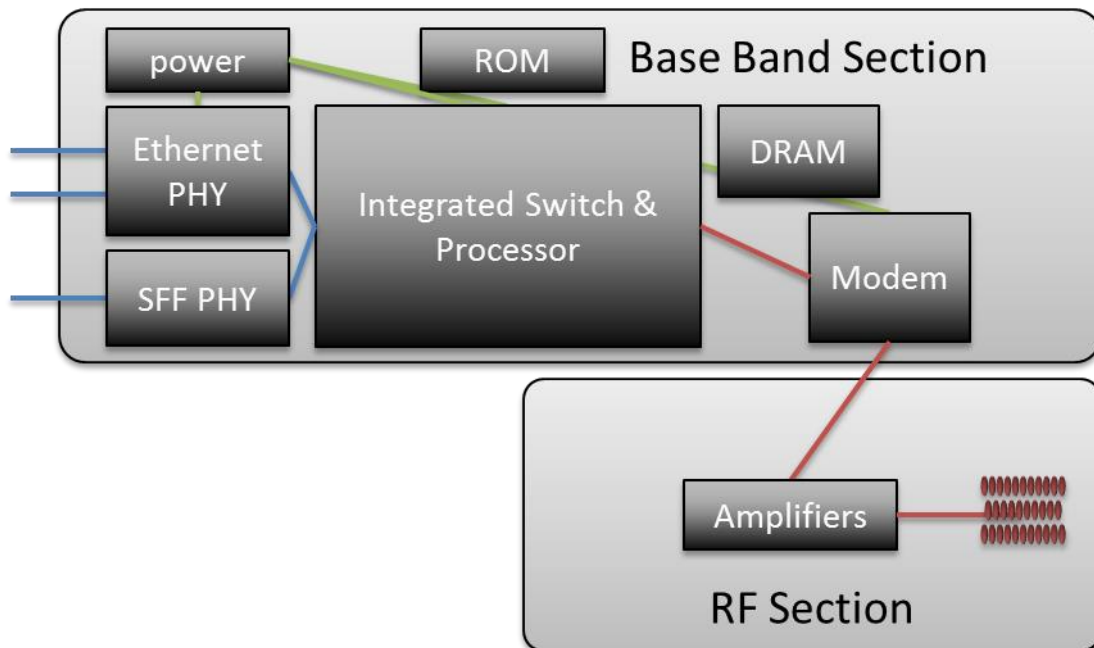 power
ROM
Base Band Section
Ethernet
PHY
DRAM
Integrated Switch &
Processor
SFF PHY
Modem
Amplifiers
RF Section